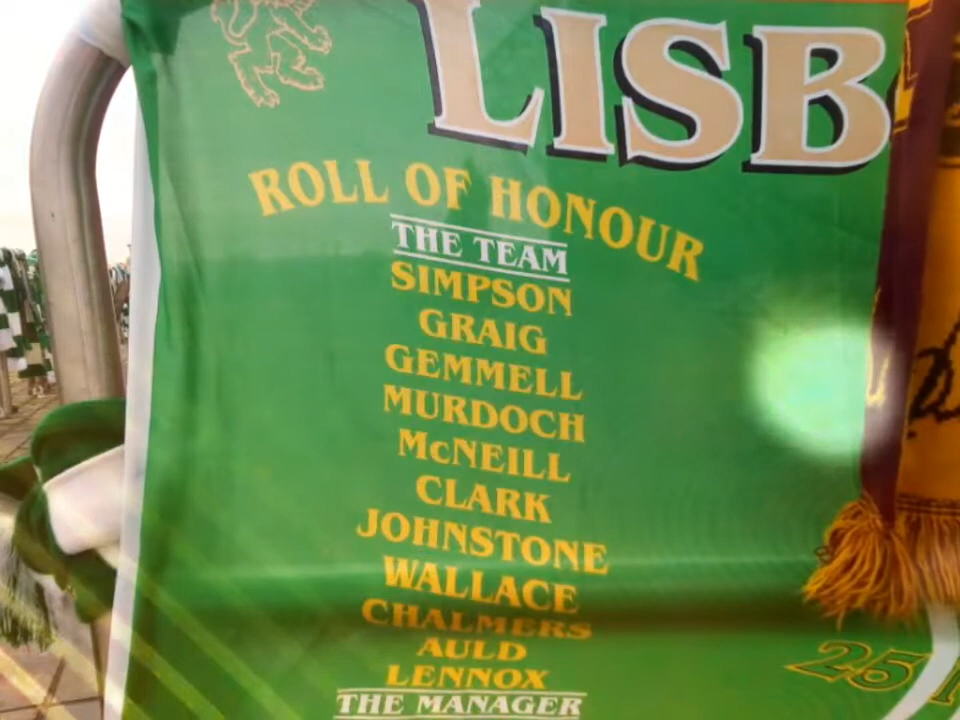 LISB
ROLL OF HONOUR
THE TEAM
SIMPSON
GRAIG
GEMMELL
MURDOCH
McNEILL
CLARK
JOHNSTONE
WALLACE
CHALMERS
AULD
LENNOX
THE MANAGER
25